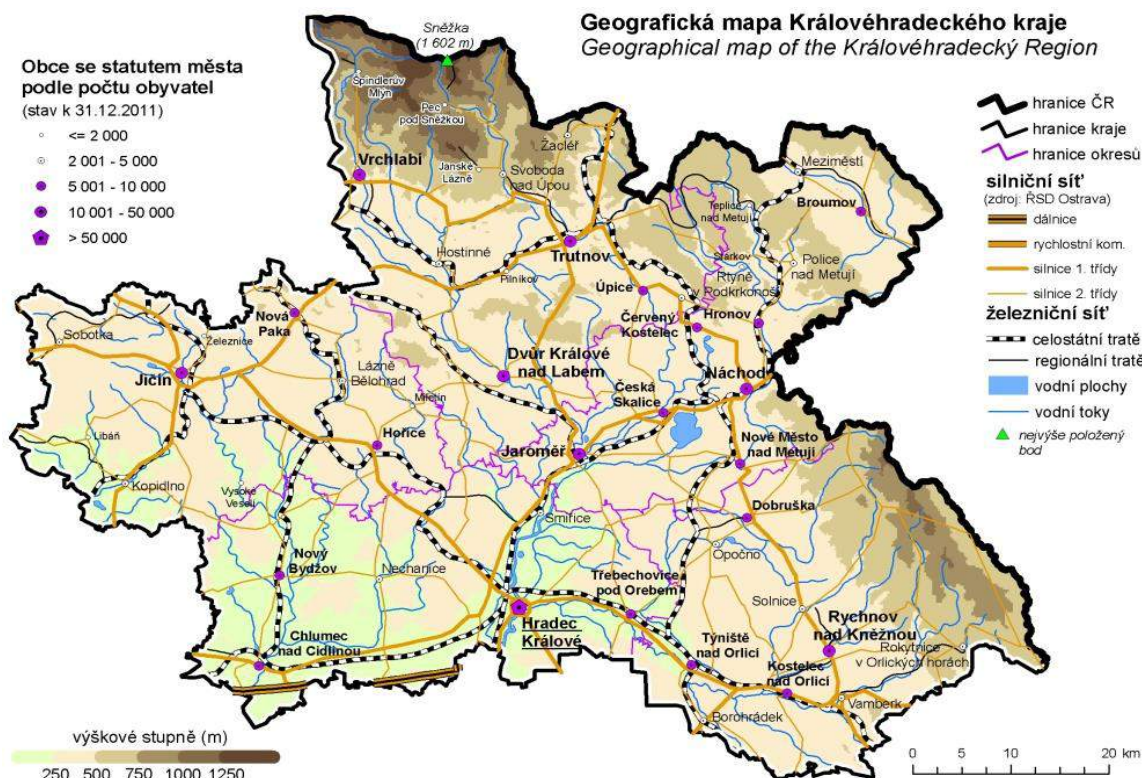 Geografická mapa Královéhradeckého kraje
Geographical map of the Královéhradecký Region
Obce se statutem města
podle počtu obyvatel
(stav k 31.12.2011)
<= 2 000
2 001 - 5 000
5 001 - 10 000
10 001 - 50 000
> 50 000
hranice ČR
hranice kraje
hranice okresů
silniční síť
(zdroj: ŘSD Ostrava)
dálnice
rychlostní kom.
silnice 1. třídy
silnice 2. třídy
železniční síť
celostátní tratě
regionální tratě
vodní plochy
vodní toky
nejvýše položený
bod
Sněžka
(1 602 m)
Špindlerův
Mlýn
Pec
pod Sněžkou
Žacléř
Vrchlabí
Janské
Lázně
Svoboda
nad Úpou
Meziměstí
Broumov
Teplice
nad Metují
Hostinné
Trutnov
Stárkov
Police
nad Metují
Pilníkov
Rtyně
v Podkrkonoší
Úpice
Nová
Paka
Červený
Kostelec
Hronov
Sobotka
Železnice
Jičín
Lázně
Bělohrad
Dvůr Králové
nad Labem
Náchod
Česká
Skalice
Miletín
Libáň
Hořice
Jaroměř
Nové Město
nad Metují
Kopidlno
Vysoké
Veselí
Smiřice
Dobruška
Opočno
Nový
Bydžov
Nechanice
Třebechovice
pod Orebem
Solnice
Hradec
Králové
Rychnov
nad Kněžnou
Chlumec
nad Cidlinou
Týniště
nad Orlicí
Rokytnice
v Orlických horách
Kostelec
nad Orlicí
Vamberk
Borohrádek
výškové stupně (m)
250 500 750 1000 1250
0 5 10 20 km